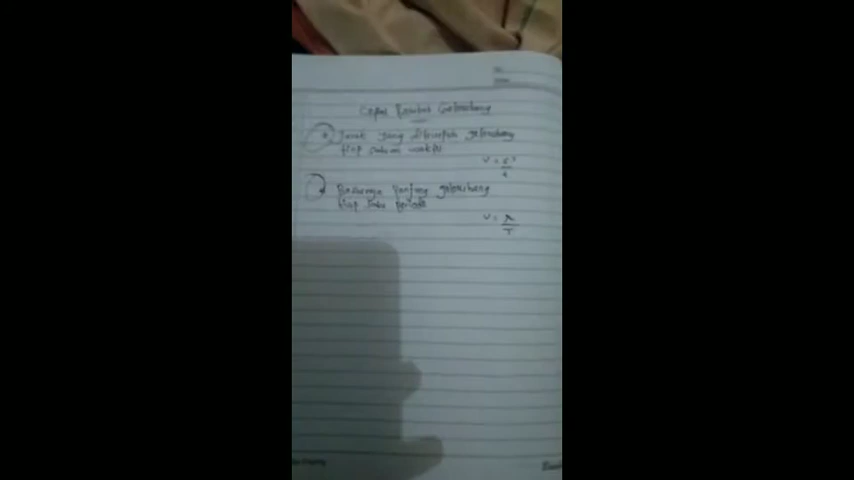 Cepat Rambat Gelombang
Jarak yang ditempuh gelombang
tiap satuan waktu
v = s
t
Besarnya panjang gelombang
tiap satu periode
v = λ
T